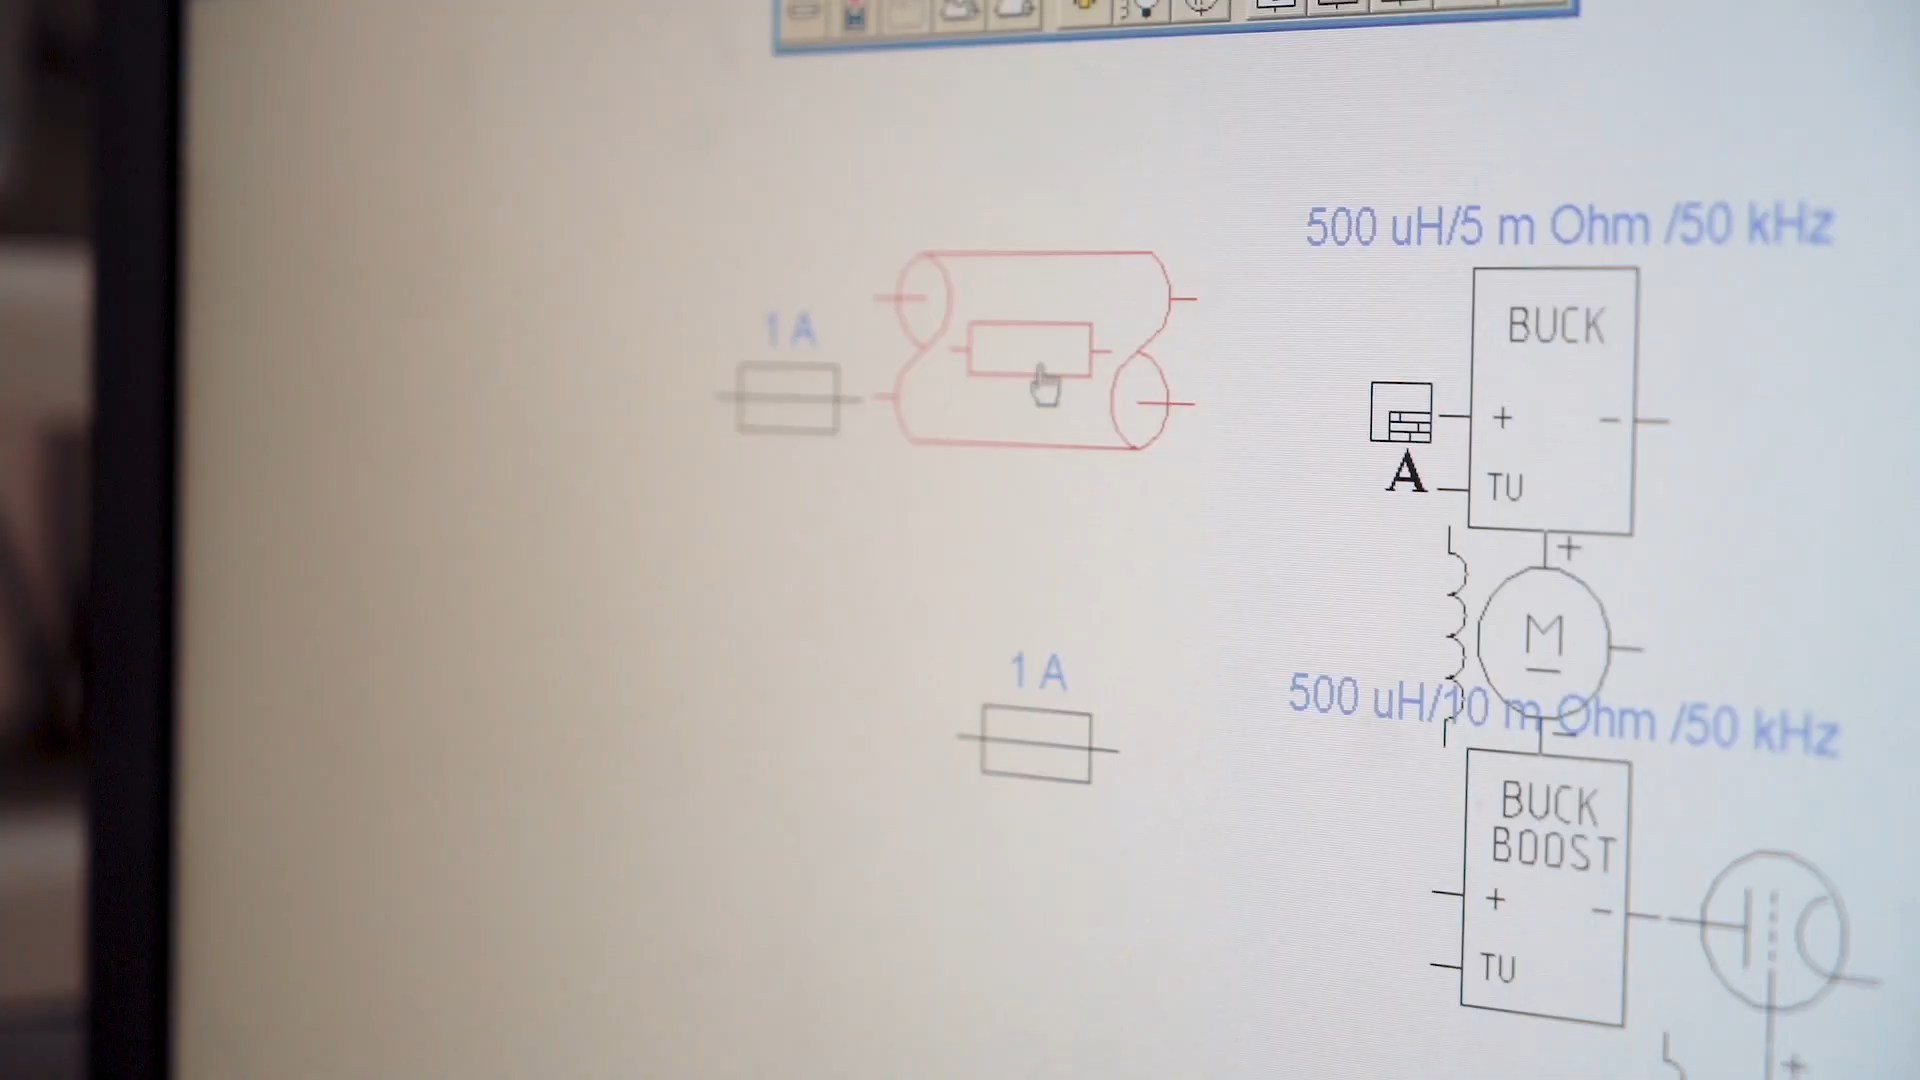 500 uH/5 m Ohm /50 kHz
BUCK
1 A
+ −
A
TU
+
M
1 A
500 uH/10 m Ohm /50 kHz
−
BUCK
BOOST
+ −
TU
+